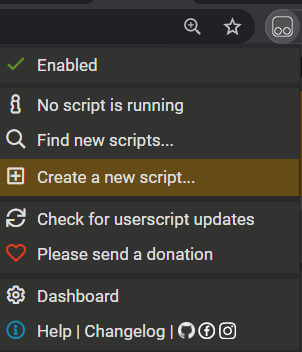 Enabled
No script is running
Find new scripts...
Create a new script...
Check for userscript updates
Please send a donation
Dashboard
Help | Changelog |